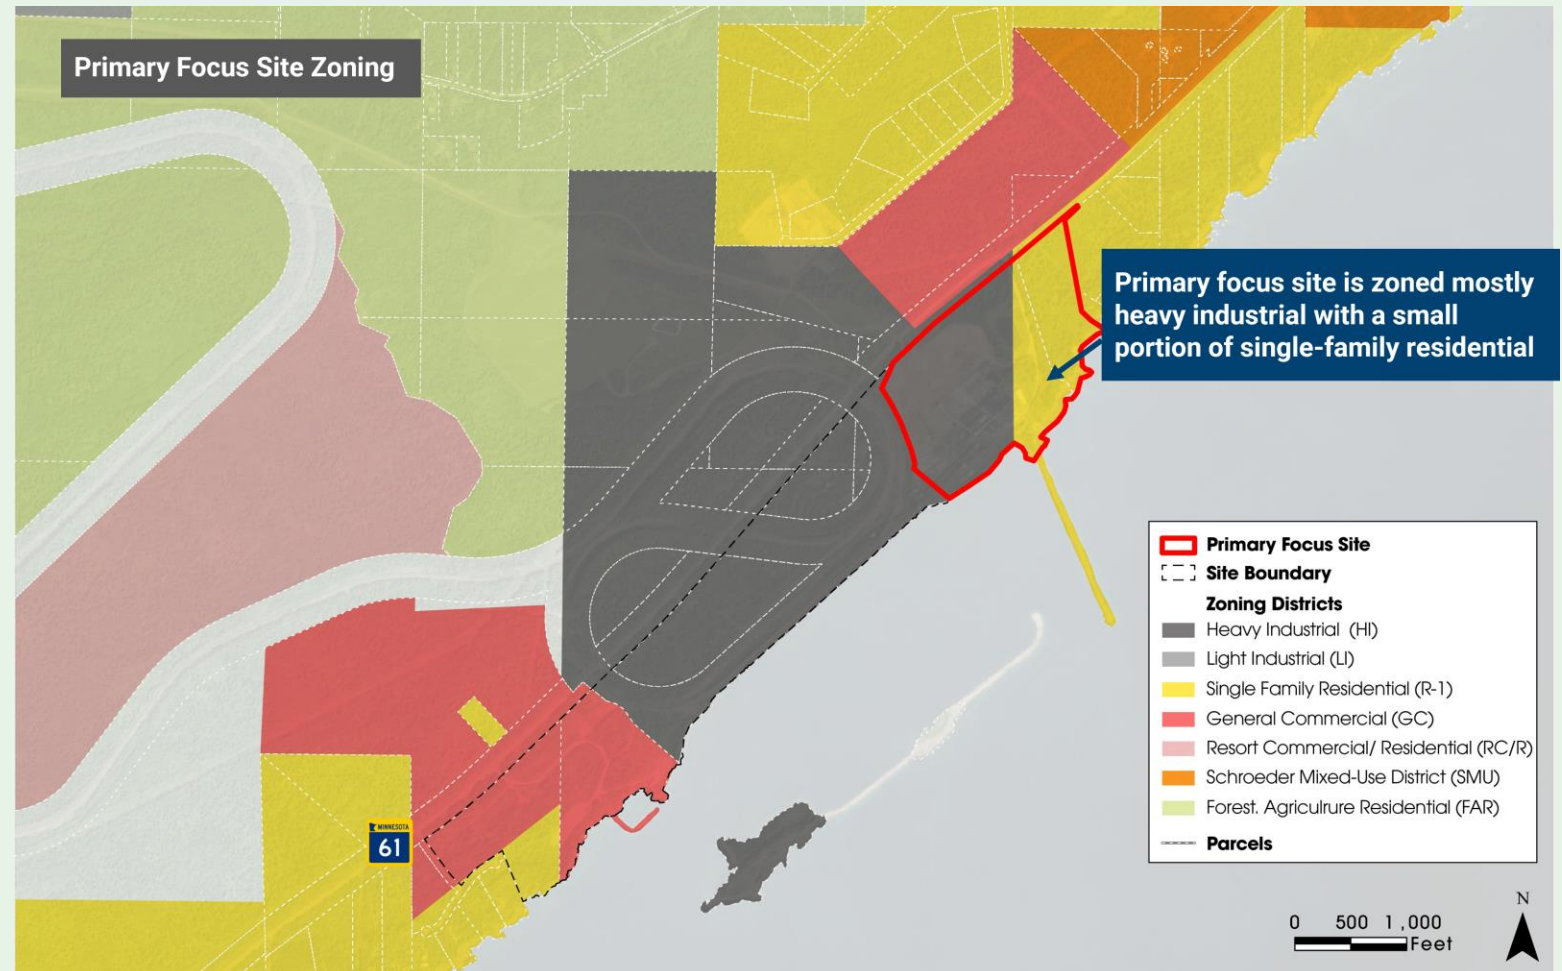 Primary Focus Site Zoning
Primary focus site is zoned mostly
heavy industrial with a small
portion of single-family residential
Primary Focus Site
Site Boundary
Zoning Districts
Heavy Industrial (HI)
Light Industrial (LI)
Single Family Residential (R-1)
General Commercial (GC)
Resort Commercial/ Residential (RC/R)
Schroeder Mixed-Use District (SMU)
Forest. Agriculrure Residential (FAR)
Parcels
MINNESOTA
61
N
0 500 1,000
Feet